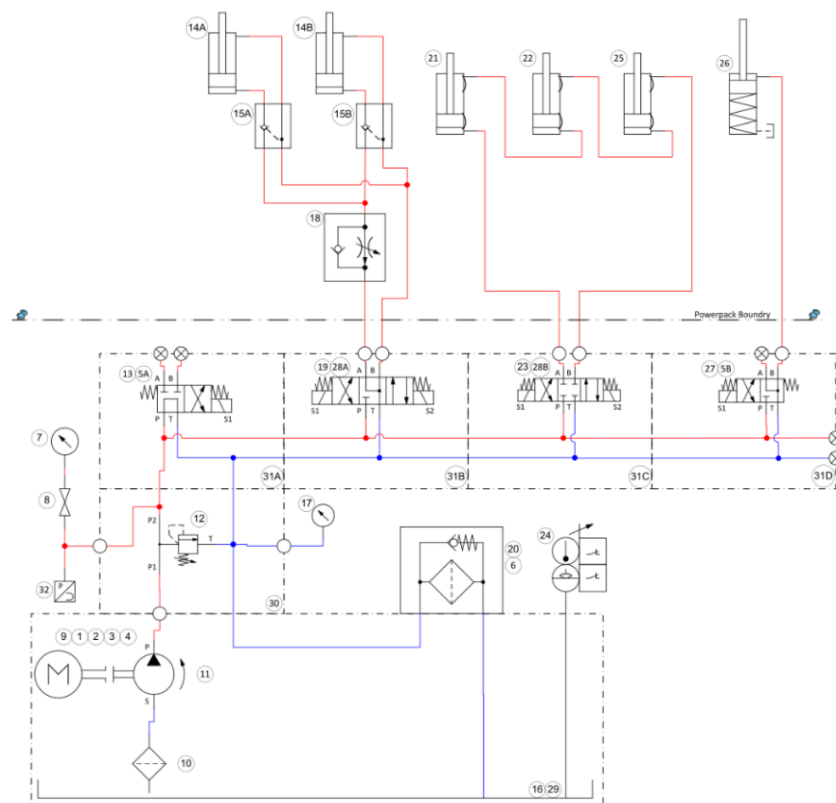 14A
14B
21
22
25
26
15A
15B
18
Powerpack Boundry
A B
13 5A
P T
S1
19 28A
A B
S1
P T
S2
23 28B
A B
S1
P T
S2
27 5B
A B
S1
P T
7
31A
31B
31C
31D
8
P2
12
T
17
P1
20
6
24
32
P
30
9 1 2 3 4
P
M
11
S
10
16 29